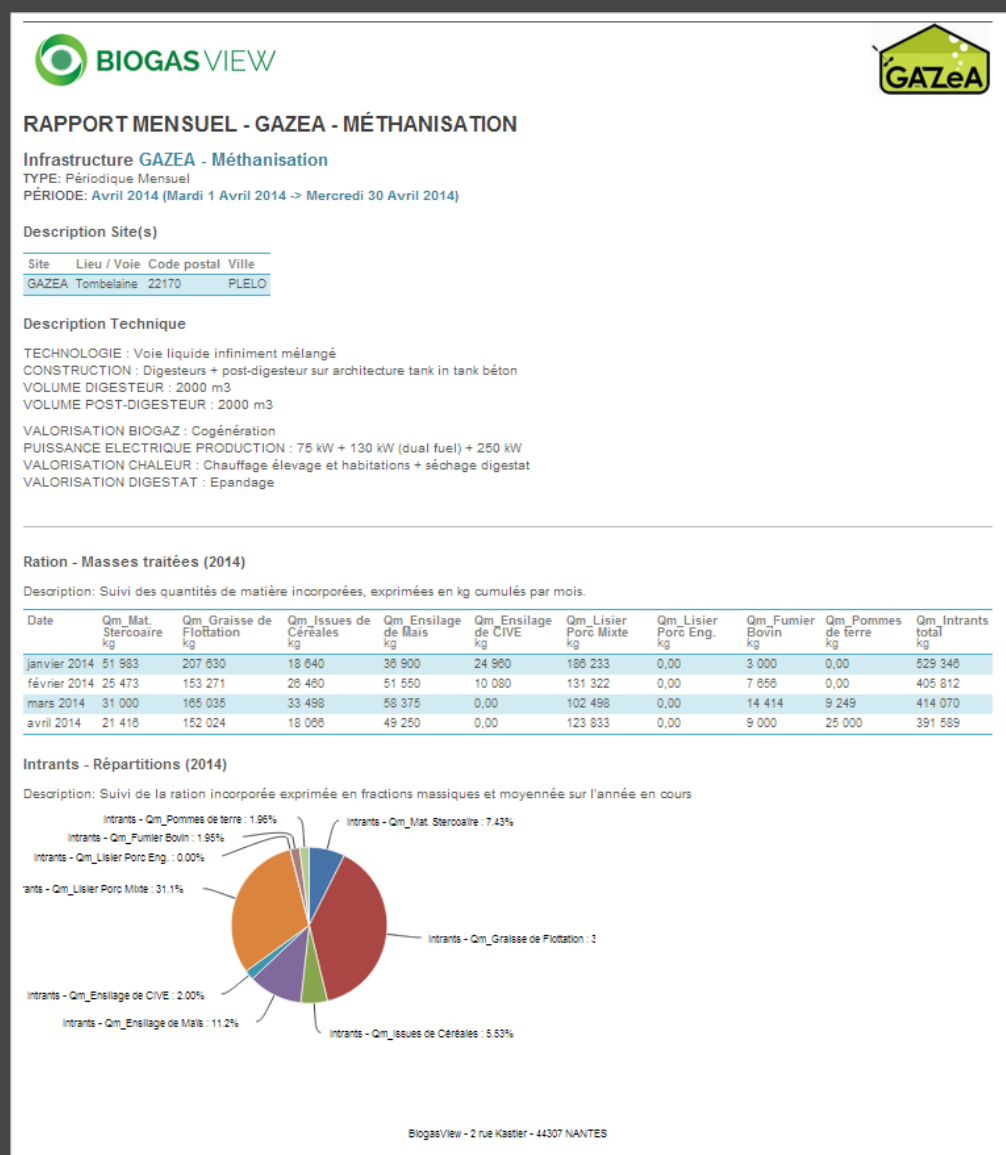 BIOGAS VIEW
GAZeA
RAPPORT MENSUEL - GAZEA - MÉTHANISATION
Infrastructure GAZEA - Méthanisation
TYPE: Périodique Mensuel
PÉRIODE: Avril 2014 (Mardi 1 Avril 2014 -> Mercredi 30 Avril 2014)
Description Site(s)
Site Lieu / Voie Code postal Ville
GAZEA Tombelaine 22170 PLELO
Description Technique
TECHNOLOGIE : Voie liquide infiniment mélangé
CONSTRUCTION : Digesteurs + post-digesteur sur architecture tank in tank béton
VOLUME DIGESTEUR : 2000 m3
VOLUME POST-DIGESTEUR : 2000 m3
VALORISATION BIOGAZ : Cogénération
PUISSANCE ELECTRIQUE PRODUCTION : 75 kW + 130 kW (dual fuel) + 250 kW
VALORISATION CHALEUR : Chauffage élevage et habitations + séchage digestat
VALORISATION DIGESTAT : Epandage
Ration - Masses traitées (2014)
Description: Suivi des quantités de matière incorporées, exprimées en kg cumulés par mois.
Date Qm_Mat. Qm_Graisse de Qm_Issues de Qm_Ensilage Qm_Ensilage Qm_Lisier Qm_Lisier Qm_Fumier Qm_Pommes Qm_Intrants
Stercoaïre Flottation Céréales de Maïs de CIVE Porc Mixte Porc Eng. Bovin de terre total
kg kg kg kg kg kg kg kg kg kg
janvier 2014 51 983 207 630 18 640 36 900 24 960 186 233 0,00 3 000 0,00 529 346
février 2014 25 473 153 271 26 460 51 550 10 080 131 322 0,00 7 656 0,00 405 812
mars 2014 31 000 165 035 33 498 58 375 0,00 102 498 0,00 14 414 9 249 414 070
avril 2014 21 416 152 024 18 066 49 250 0,00 123 833 0,00 9 000 25 000 391 589
Intrants - Répartitions (2014)
Description: Suivi de la ration incorporée exprimée en fractions massiques et moyennée sur l'année en cours
Intrants - Qm_Pommes de terre : 1.96%
Intrants - Qm_Mat. Stercoaïre : 7.43%
Intrants - Qm_Fumier Bovin : 1.95%
Intrants - Qm_Lisier Porc Eng. : 0.00%
rants - Qm_Lisier Porc Mixte : 31.1%
Intrants - Qm_Graisse de Flottation : 3
Intrants - Qm_Ensilage de CIVE : 2.00%
Intrants - Qm_Ensilage de Maïs : 11.2%
Intrants - Qm_Issues de Céréales : 5.53%
BiogasView - 2 rue Kastler - 44307 NANTES